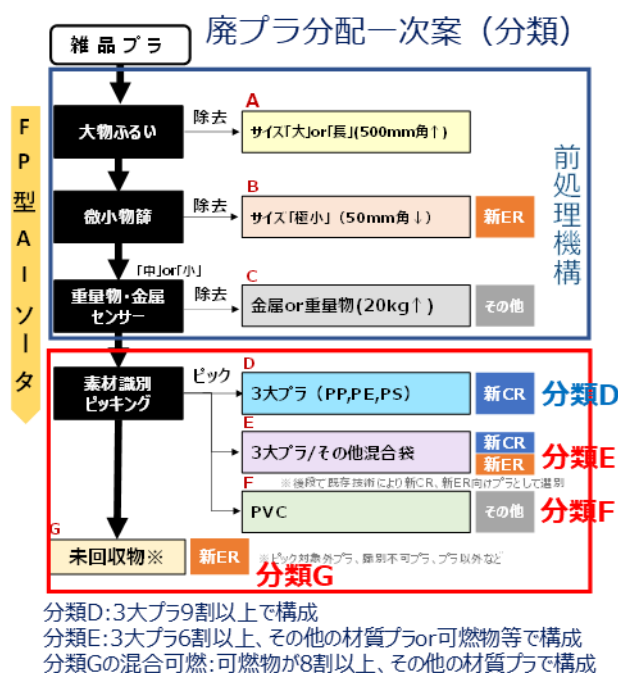 廃プラ分配一次案（分類）
雑品プラ
FP型AIソータ
前処理機構
大物ふるい
除去
A
サイズ「大」or「長」(500mm角↑)
微小物篩
除去
B
サイズ「極小」（50mm角↓）
新ER
「中」or「小」
重量物・金属
センサー
除去
C
金属or重量物(20kg↑)
その他
素材識別
ピッキング
ピック
D
3大プラ（PP,PE,PS）
新CR
分類D
E
3大プラ/その他混合袋
新CR
新ER
分類E
※後段で既存技術により新CR、新ER向けプラとして選別
F
PVC
その他
分類F
G
未回収物※
新ER
※ピック対象外プラ、識別不可プラ、プラ以外など
分類G
分類D:3大プラ9割以上で構成
分類E:3大プラ6割以上、その他の材質プラor可燃物等で構成
分類Gの混合可燃:可燃物が8割以上、その他の材質プラで構成